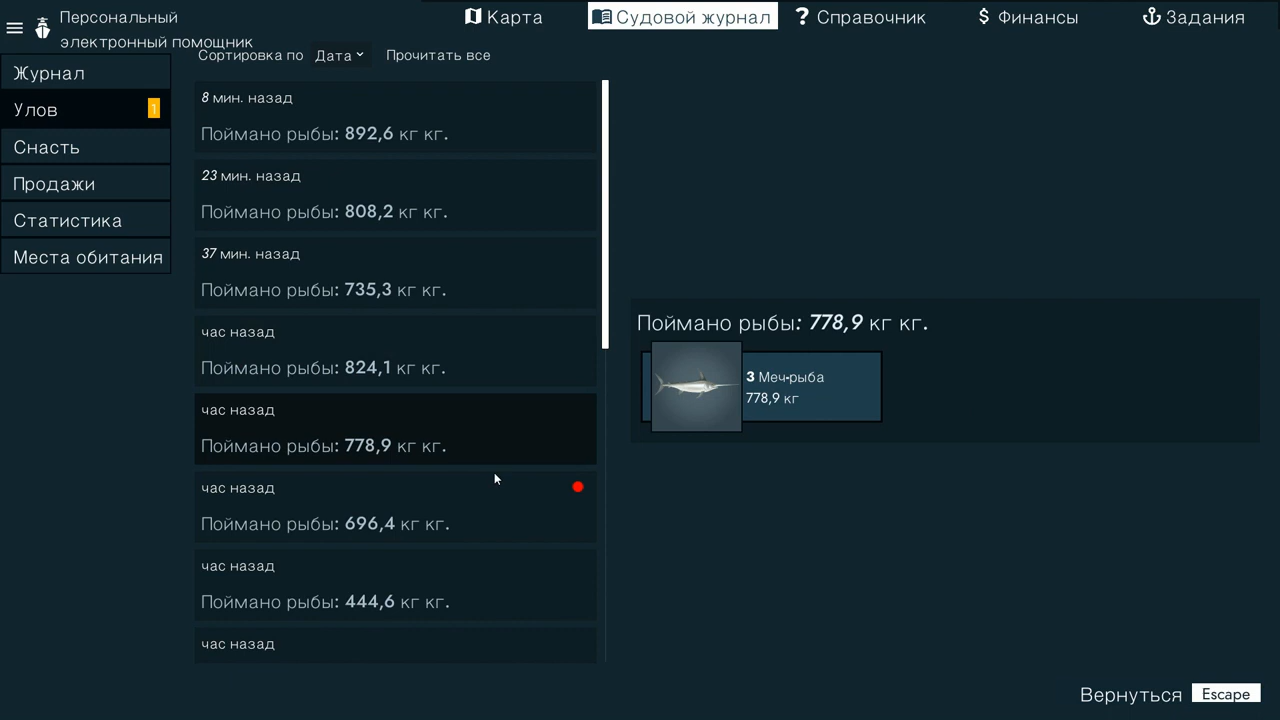 Персональный
электронный помощник
Карта
Судовой журнал
? Справочник
$ Финансы
Задания
Журнал
Улов 1
Снасть
Продажи
Статистика
Места обитания
Сортировка по Дата Прочитать все
8 мин. назад
Поймано рыбы: 892,6 кг кг.
23 мин. назад
Поймано рыбы: 808,2 кг кг.
37 мин. назад
Поймано рыбы: 735,3 кг кг.
час назад
Поймано рыбы: 824,1 кг кг.
час назад
Поймано рыбы: 778,9 кг кг.
час назад
Поймано рыбы: 696,4 кг кг.
час назад
Поймано рыбы: 444,6 кг кг.
час назад
Поймано рыбы: 778,9 кг кг.
3 Меч-рыба
778,9 кг
Вернуться Escape